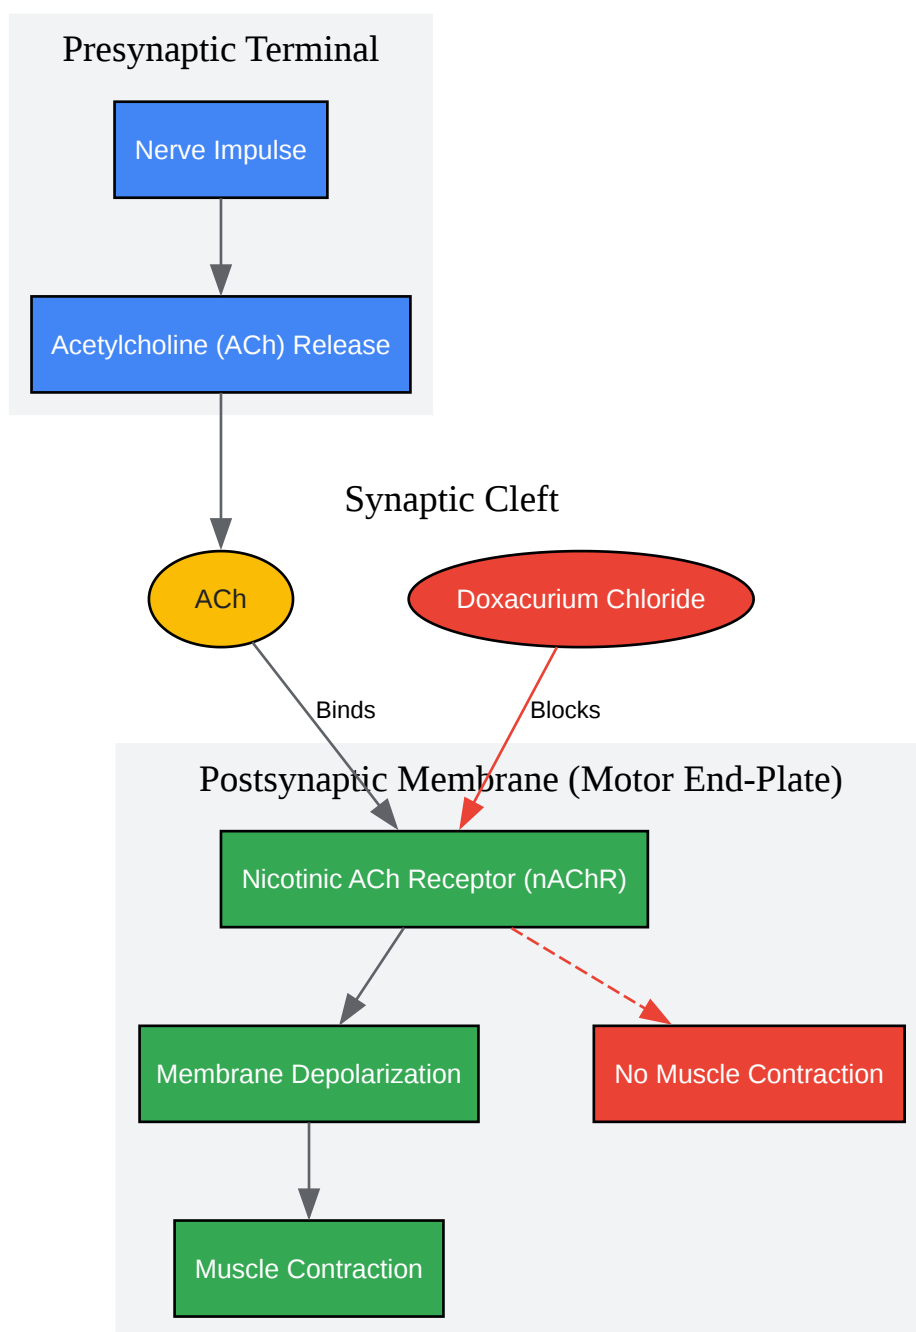 Presynaptic Terminal
Nerve Impulse
Acetylcholine (ACh) Release
Synaptic Cleft
ACh
Doxacurium Chloride
Binds
Blocks
Postsynaptic Membrane (Motor End-Plate)
Nicotinic ACh Receptor (nAChR)
Membrane Depolarization
No Muscle Contraction
Muscle Contraction